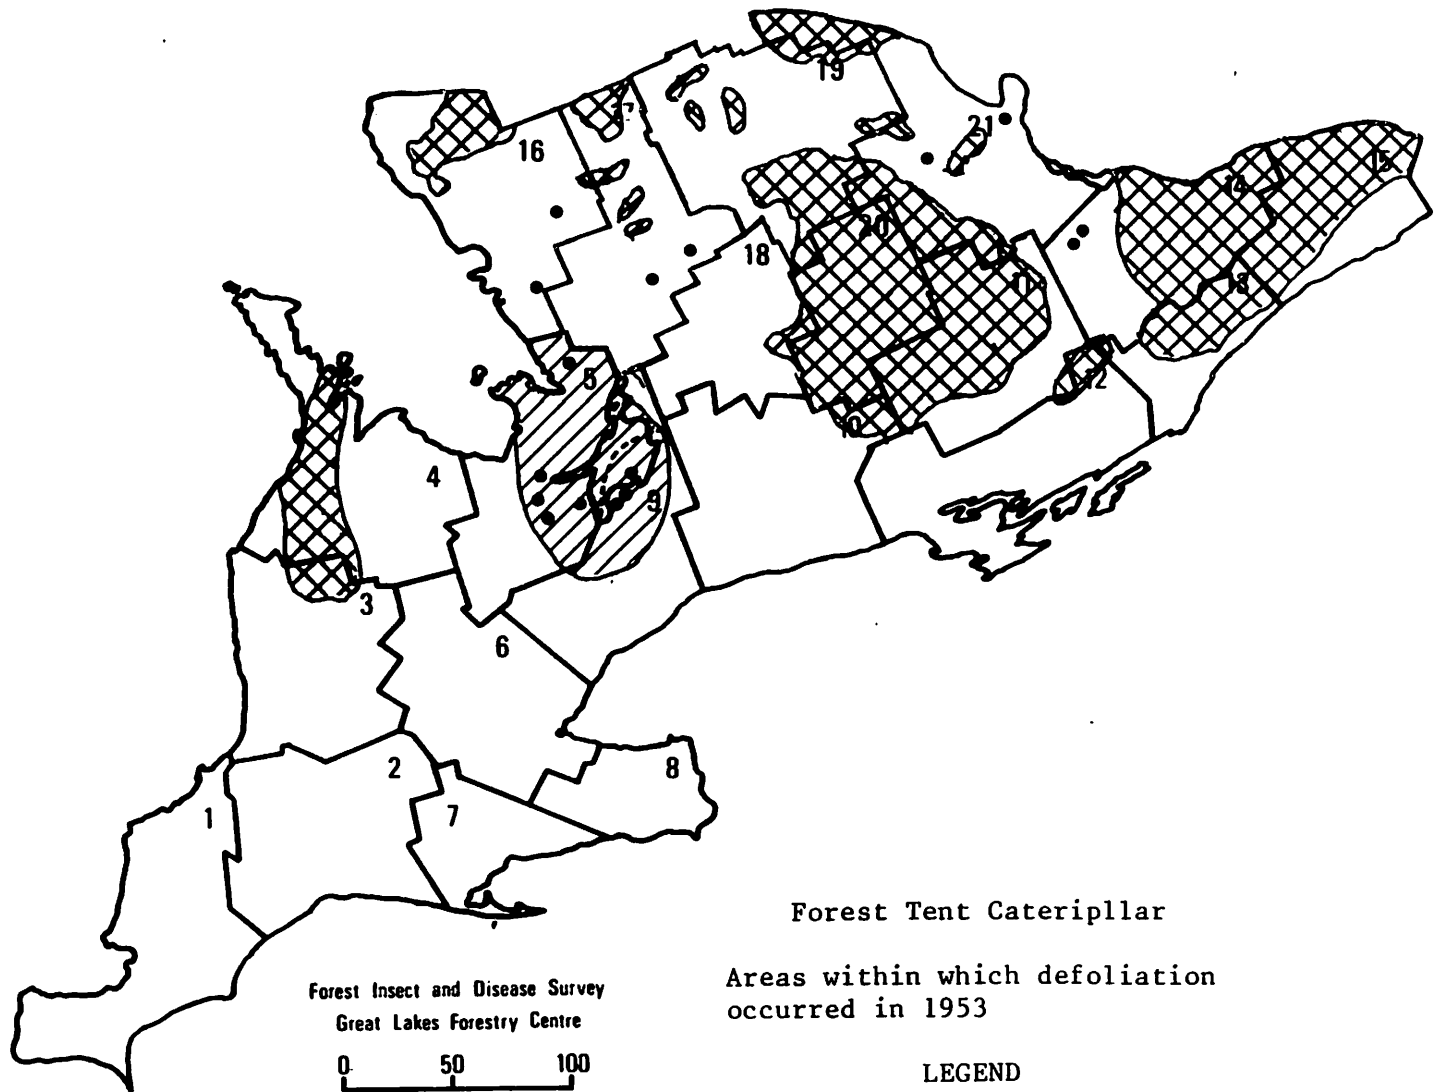 19
21
16
15
14
20
18
11
13
12
5
10
4
9
3
6
2
8
1
7
Forest Tent Cateripllar
Areas within which defoliation
occurred in 1953
Forest Insect and Disease Survey
Great Lakes Forestry Centre
0 50 100
LEGEND